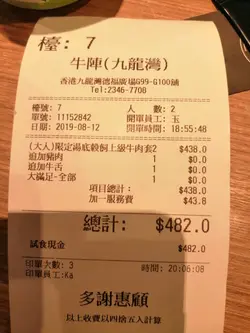 檯: 7
牛陣(九龍灣)
香港九龍灣德福廣場G99-G100舖
Tel:2346-7708
檯號: 7 人 數: 2
單號: 11152842 開單員工: 玉
日期: 2019-08-12 開單時間: 18:55:48
(大人)限定湯底穀飼上級牛肉套2 $438.0
追加豬肉 $0.0
追加牛舌 $0.0
大滿足-全部 $0.0
項目總計: $438.0
加一服務費 $43.8
總計: $482.0
試食現金 $482.0
印單次數: 3 時間: 20:06:08
印單員工:Ka
多謝惠顧
以上收費以四捨五入計算